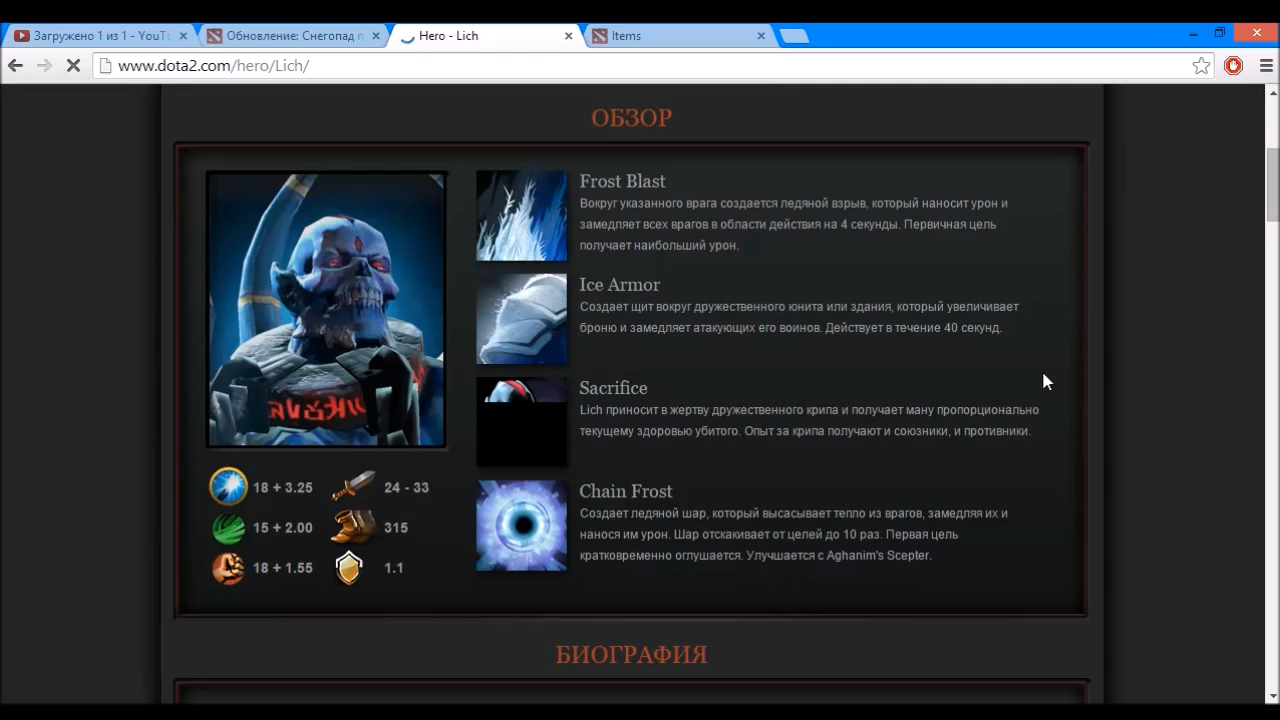 Загружено 1 из 1 - YouTu
Обновление: Снегопад п
Hero - Lich
Items
www.dota2.com/hero/Lich/
ОБЗОР
Frost Blast
Вокруг указанного врага создается ледяной взрыв, который наносит урон и
замедляет всех врагов в области действия на 4 секунды. Первичная цель
получает наибольший урон.
Ice Armor
Создает щит вокруг дружественного юнита или здания, который увеличивает
броню и замедляет атакующих его воинов. Действует в течение 40 секунд.
Sacrifice
Lich приносит в жертву дружественного крипа и получает ману пропорционально
текущему здоровью убитого. Опыт за крипа получают и союзники, и противники.
Chain Frost
Создает ледяной шар, который высасывает тепло из врагов, замедляя их и
нанося им урон. Шар отскакивает от целей до 10 раз. Первая цель
кратковременно оглушается. Улучшается с Aghanim's Scepter.
18 + 3.25
24 - 33
15 + 2.00
315
18 + 1.55
1.1
БИОГРАФИЯ